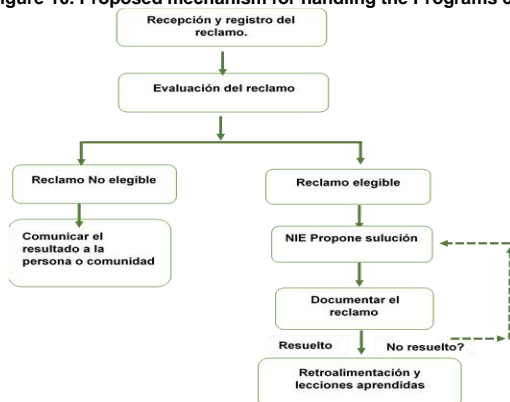 igure 10. Proposed mechanism for handling the Programs c
Recepción y registro del
reclamo.
Evaluación del reclamo
Reclamo No elegible
Reclamo elegible
Comunicar el
resultado a la
persona o comunidad
NIE Propone sulución
Documentar el
reclamo
Resuelto
No resuelto?
Retroalimentación y
lecciones aprendidas